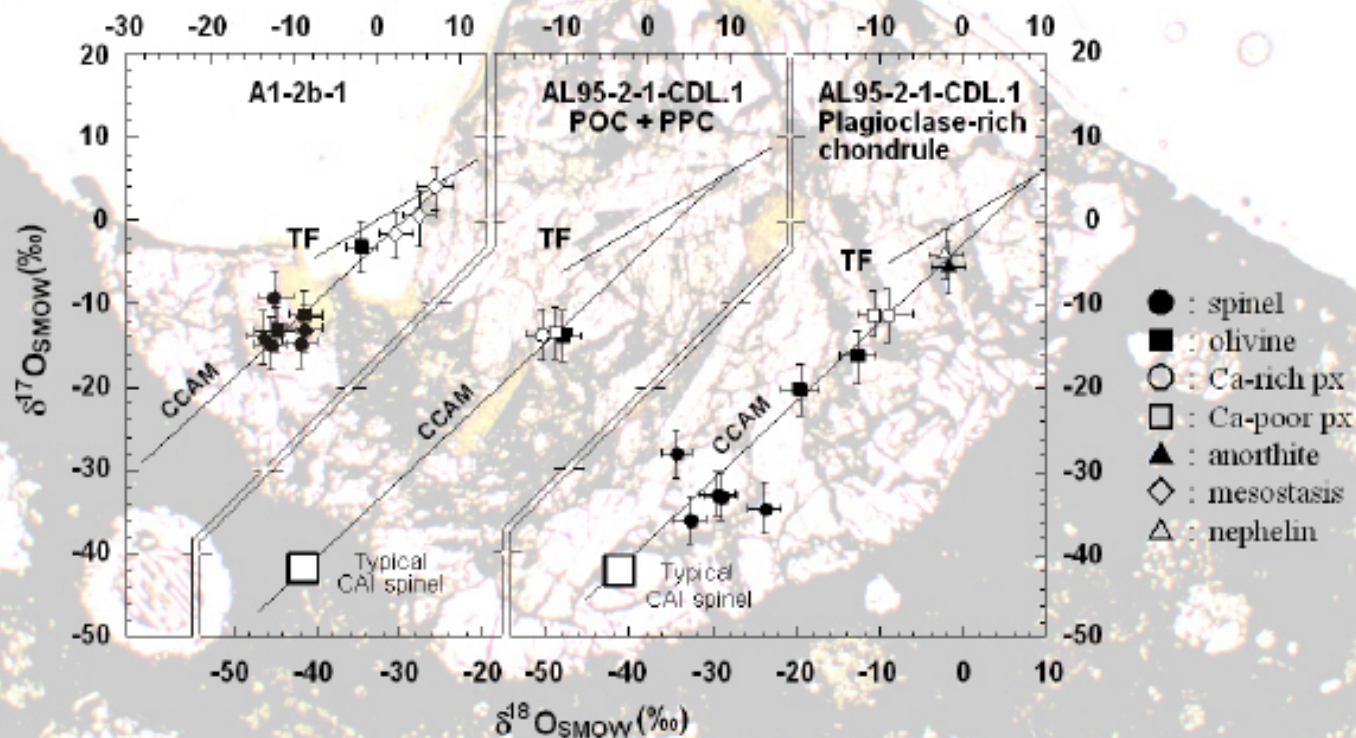 -30 -20 -10 0 10 -10 0 10 -10 0 10
20 20
A1-2b-1
AL95-2-1-CDL.1
POC + PPC
AL95-2-1-CDL.1
Plagioclase-rich
chondrule
10 10
0 0
TF
TF
TF
-10 -10
-20 -20
-30 -30
-40 -40
-50 -50
CCAM
CCAM
CCAM
Typical
CAI spinel
Typical
CAI spinel
δ17OSMOW(‰)
● : spinel
■ : olivine
○ : Ca-rich px
□ : Ca-poor px
▲ : anorthite
◇ : mesostasis
△ : nephelin
-50 -40 -30 -20 -50 -40 -30 -20 -10 0 10
δ18OSMOW(‰)